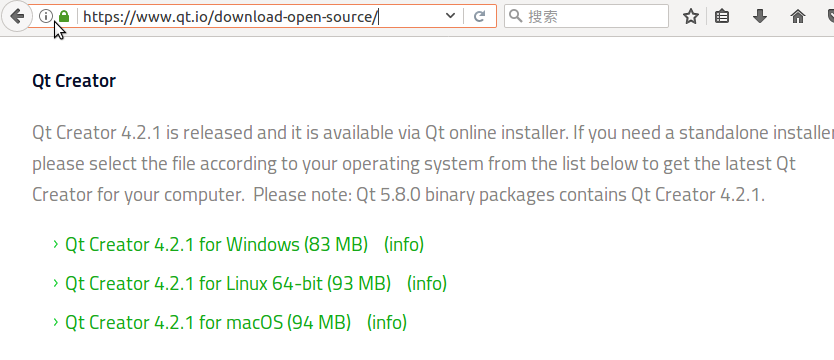 https://www.qt.io/download-open-source/
搜索
Qt Creator
Qt Creator 4.2.1 is released and it is available via Qt online installer. If you need a standalone installer
please select the file according to your operating system from the list below to get the latest Qt
Creator for your computer.  Please note: Qt 5.8.0 binary packages contains Qt Creator 4.2.1.
Qt Creator 4.2.1 for Windows (83 MB) (info)
Qt Creator 4.2.1 for Linux 64-bit (93 MB) (info)
Qt Creator 4.2.1 for macOS (94 MB) (info)